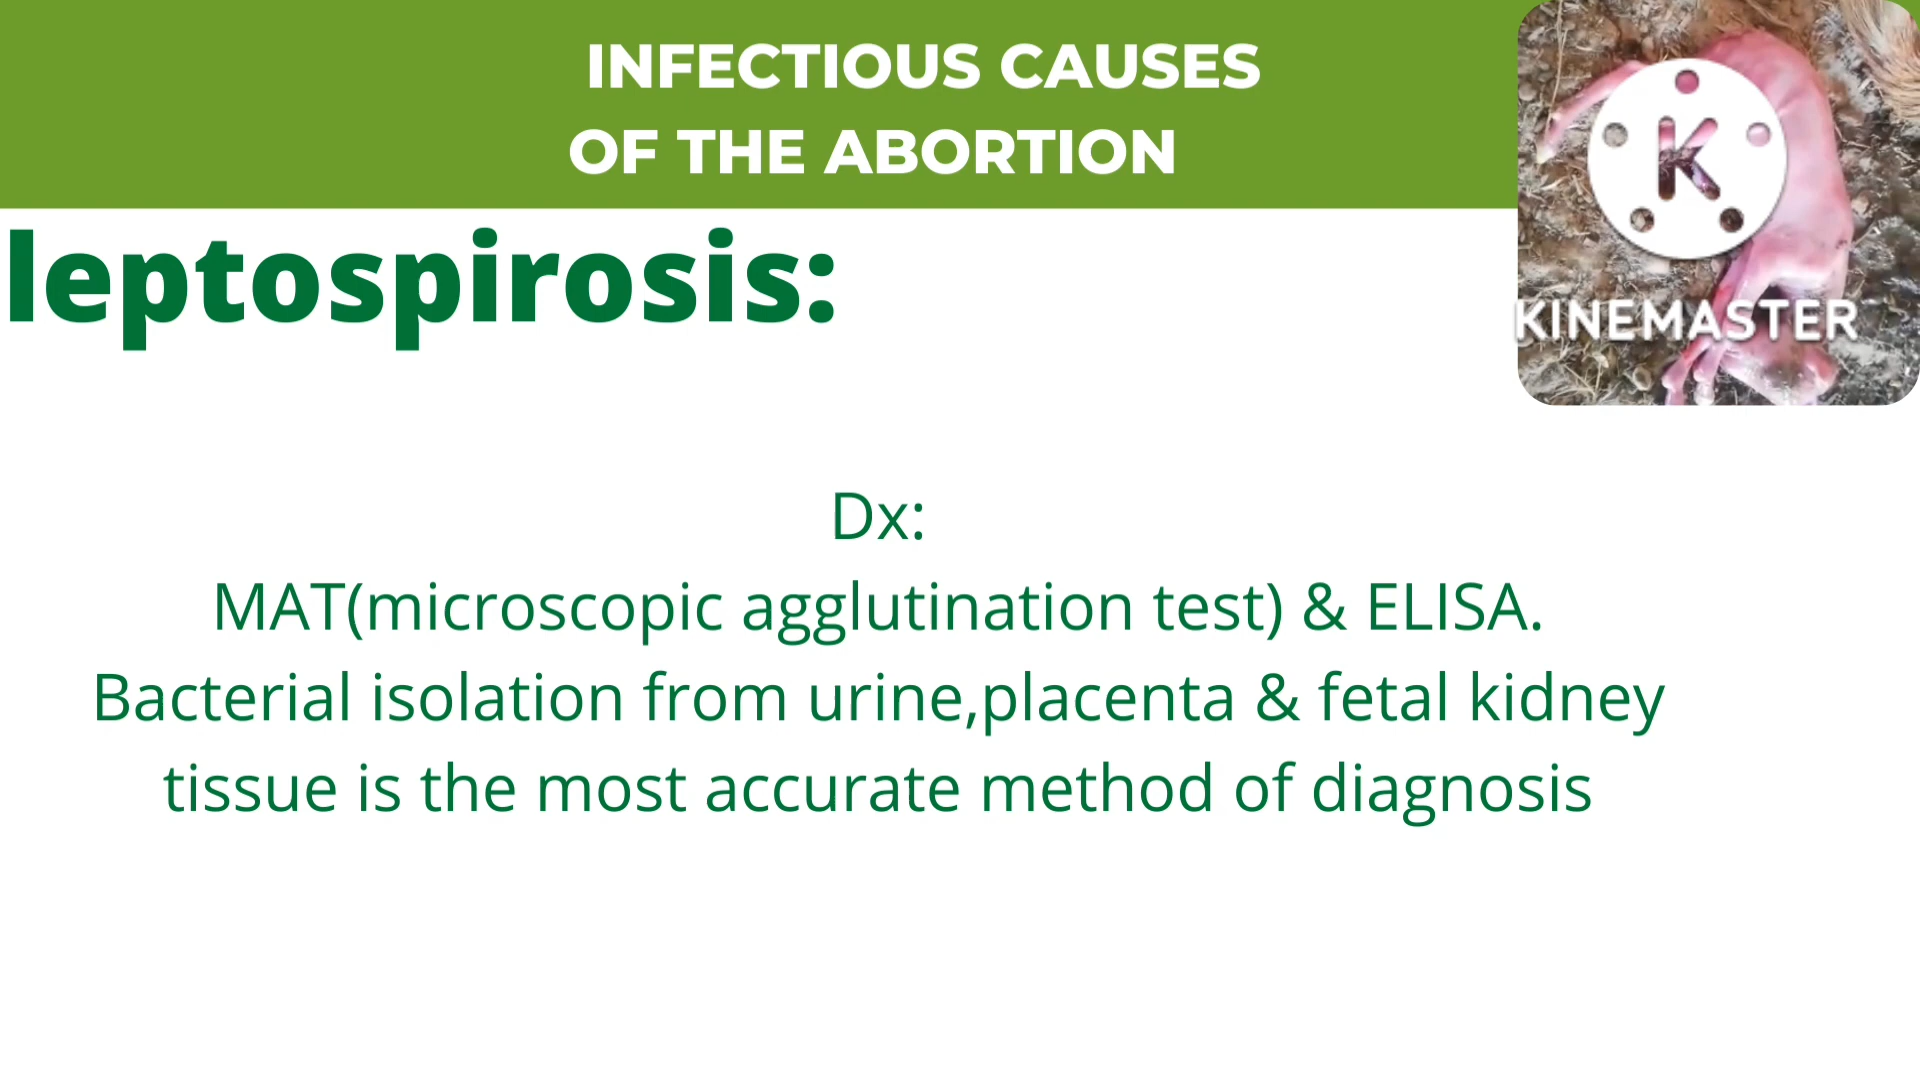 INFECTIOUS CAUSES
OF THE ABORTION
K
KINEMASTER
leptospirosis:
Dx:
MAT(microscopic agglutination test) & ELISA.
Bacterial isolation from urine,placenta & fetal kidney
tissue is the most accurate method of diagnosis